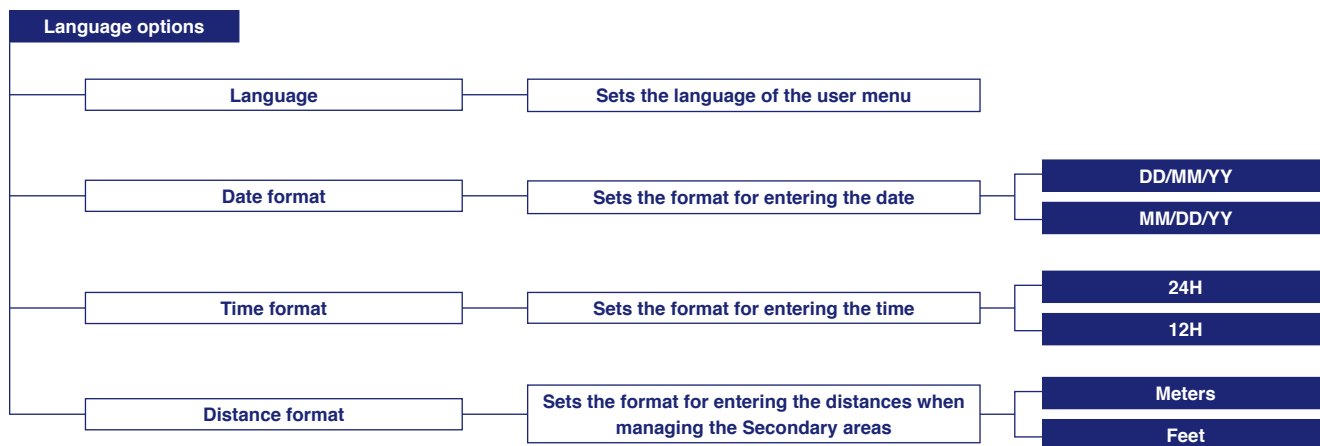 Language options
Language
Sets the language of the user menu
Date format
Sets the format for entering the date
DD/MM/YY
MM/DD/YY
Time format
Sets the format for entering the time
24H
12H
Distance format
Sets the format for entering the distances when
managing the Secondary areas
Meters
Feet